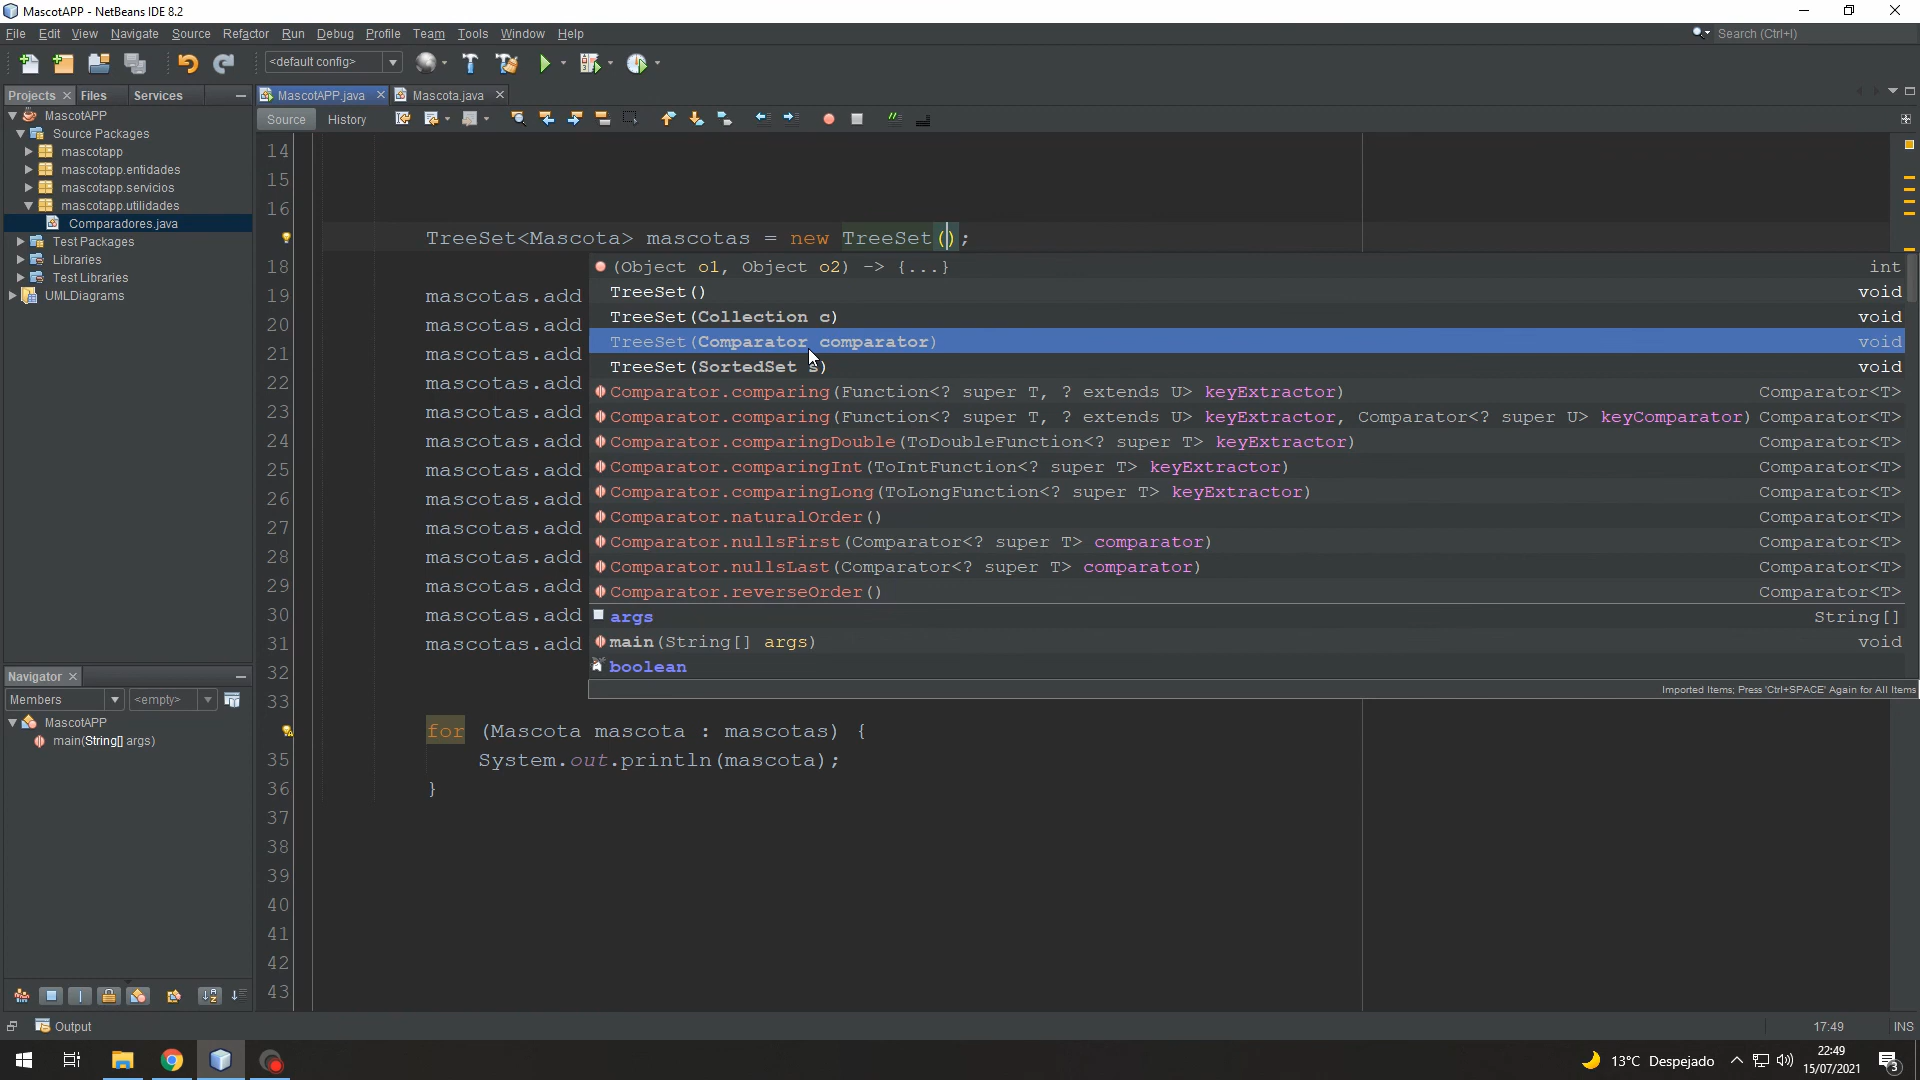 MascotAPP - NetBeans IDE 8.2
File Edit View Navigate Source Refactor Run Debug Profile Team Tools Window Help
Search (Ctrl+I)
<default config>
Projects Files Services
MascotAPP.java Mascota.java
Source History
MascotAPP
Source Packages
mascotapp
mascotapp.entidades
mascotapp.servicios
mascotapp.utilidades
Comparadores.java
Test Packages
Libraries
Test Libraries
UMLDiagrams
14
15
16
TreeSet<Mascota> mascotas = new TreeSet();
18
19 mascotas.add
20 mascotas.add
21 mascotas.add
22 mascotas.add
23 mascotas.add
24 mascotas.add
25 mascotas.add
26 mascotas.add
27 mascotas.add
28 mascotas.add
29 mascotas.add
30 mascotas.add
31 mascotas.add
32
33
for (Mascota mascota : mascotas) {
35 System.out.println(mascota);
36 }
37
38
39
40
41
42
43
(Object o1, Object o2) -> {...} int
TreeSet() void
TreeSet(Collection c) void
TreeSet(Comparator comparator) void
TreeSet(SortedSet s) void
Comparator.comparing(Function<? super T, ? extends U> keyExtractor) Comparator<T>
Comparator.comparing(Function<? super T, ? extends U> keyExtractor, Comparator<? super U> keyComparator) Comparator<T>
Comparator.comparingDouble(ToDoubleFunction<? super T> keyExtractor) Comparator<T>
Comparator.comparingInt(ToIntFunction<? super T> keyExtractor) Comparator<T>
Comparator.comparingLong(ToLongFunction<? super T> keyExtractor) Comparator<T>
Comparator.naturalOrder() Comparator<T>
Comparator.nullsFirst(Comparator<? super T> comparator) Comparator<T>
Comparator.nullsLast(Comparator<? super T> comparator) Comparator<T>
Comparator.reverseOrder() Comparator<T>
args String[]
main(String[] args) void
boolean
Imported Items; Press 'Ctrl+SPACE' Again for All Items
Navigator
Members <empty>
MascotAPP
main(String[] args)
Output
17:49 INS
13°C Despejado
22:49
15/07/2021
3